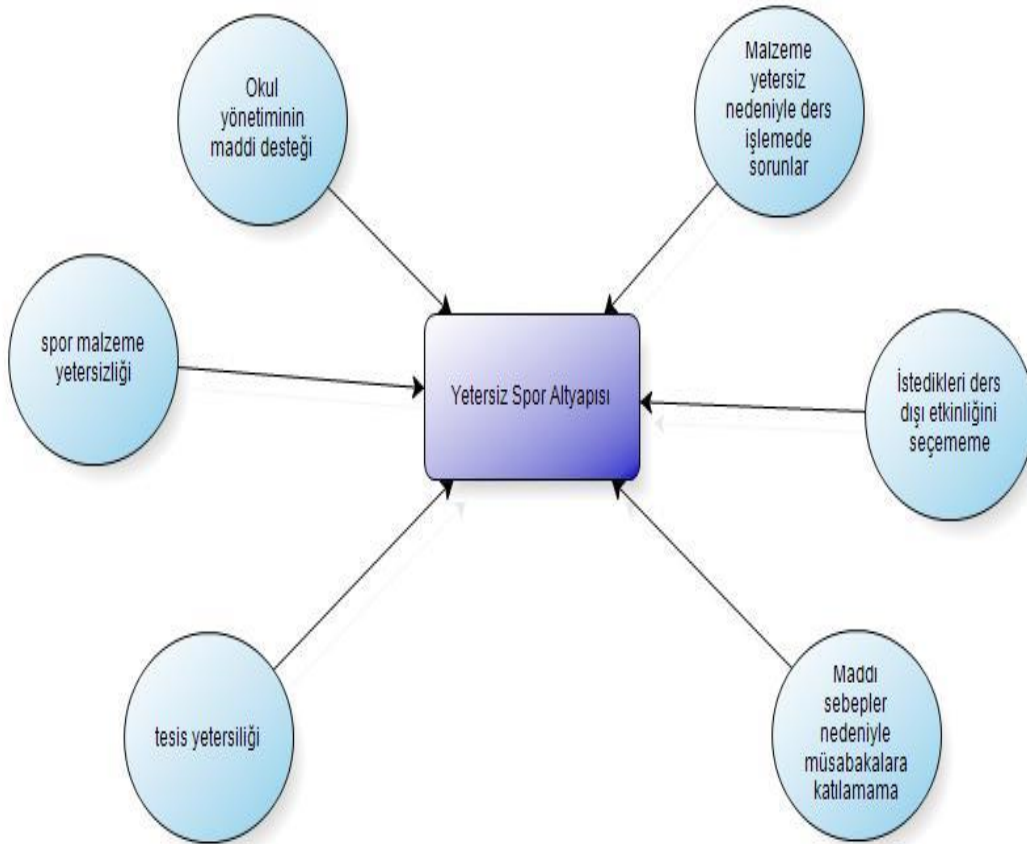 Okul
yönetiminin
maddi desteği
Malzeme
yetersiz
nedeniyle ders
işlemede
sorunlar
spor malzeme
yetersizliği
Yetersiz Spor Altyapısı
İstedikleri ders
dışı etkinliğini
seçememe
tesis yetersiliği
Maddi
sebepler
nedeniyle
müsabakalara
katılamama